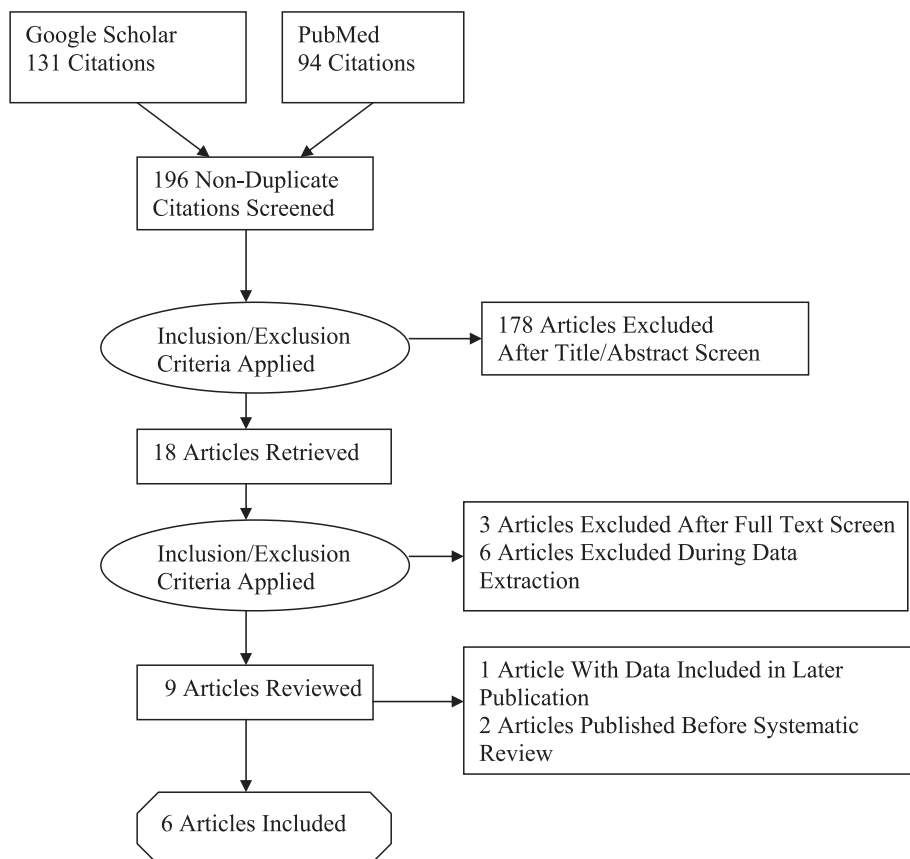 Google Scholar
131 Citations
PubMed
94 Citations
196 Non-Duplicate
Citations Screened
Inclusion/Exclusion
Criteria Applied
178 Articles Excluded
After Title/Abstract Screen
18 Articles Retrieved
Inclusion/Exclusion
Criteria Applied
3 Articles Excluded After Full Text Screen
6 Articles Excluded During Data
Extraction
9 Articles Reviewed
1 Article With Data Included in Later
Publication
2 Articles Published Before Systematic
Review
6 Articles Included